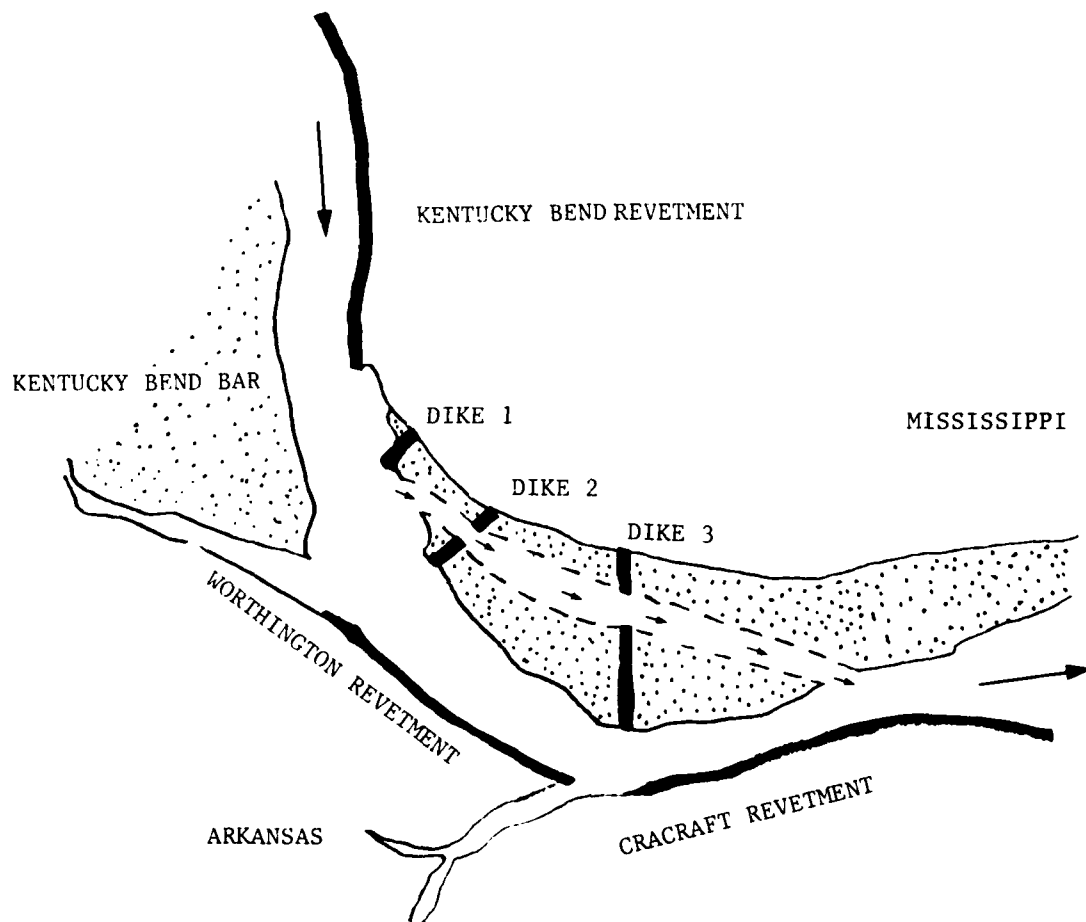 KENTUCKY BEND REVETMENT
KENTUCKY BEND BAR
DIKE 1
MISSISSIPPI
DIKE 2
DIKE 3
WORTHINGTON REVETMENT
CRACRAFT REVETMENT
ARKANSAS